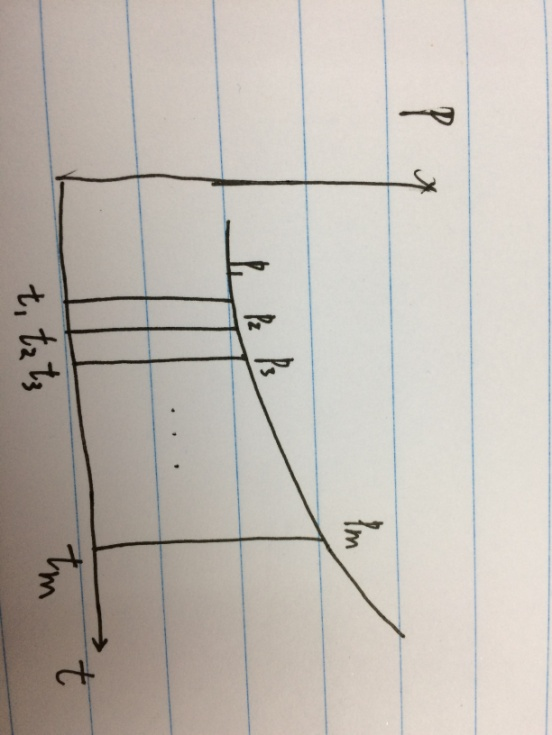 P
p₁ p₂ p₃ pₘ
....
t₁ t₂ t₃ tₘ t